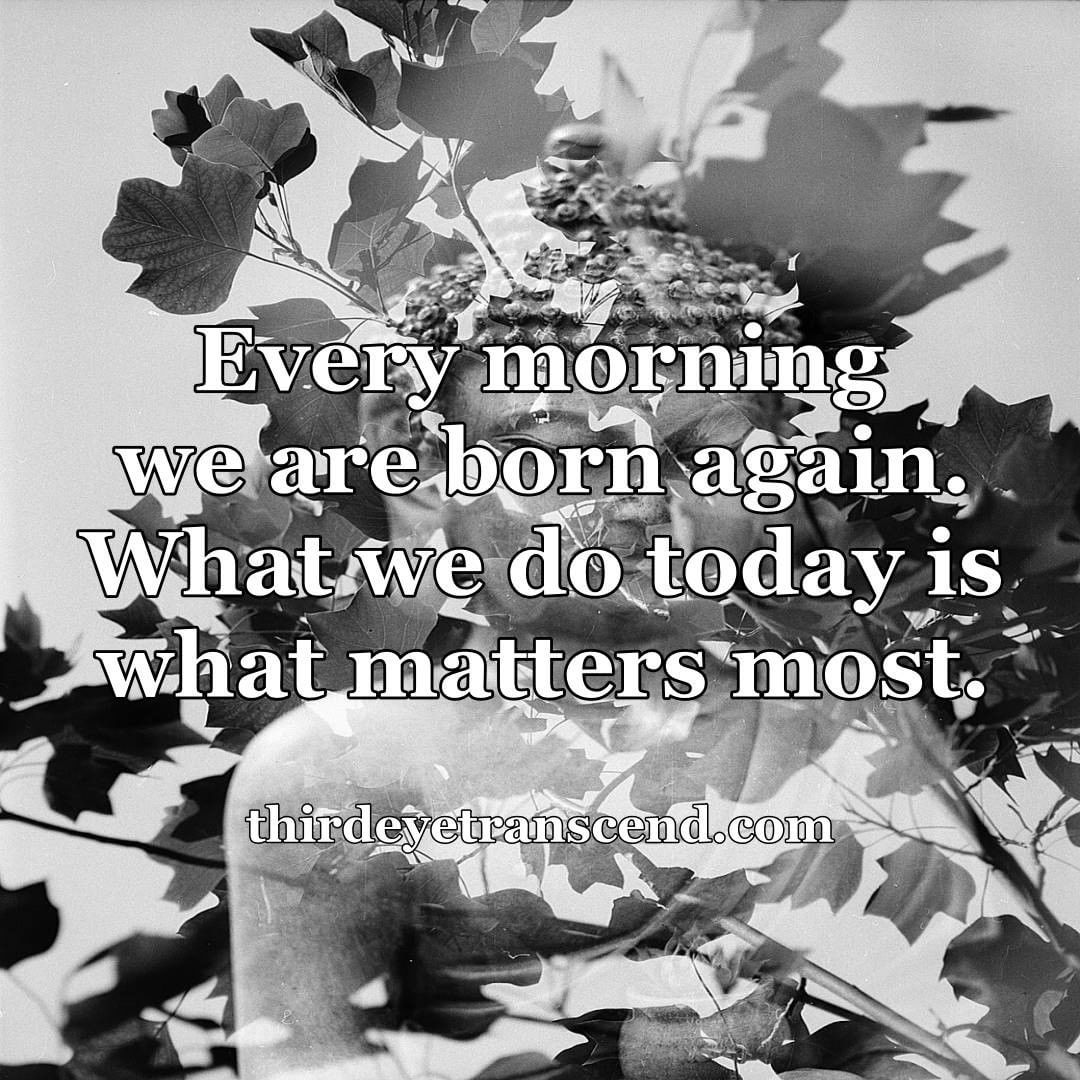 Every morning
we are born again.
What we do today is
what matters most.
thirdeyetranscend.com